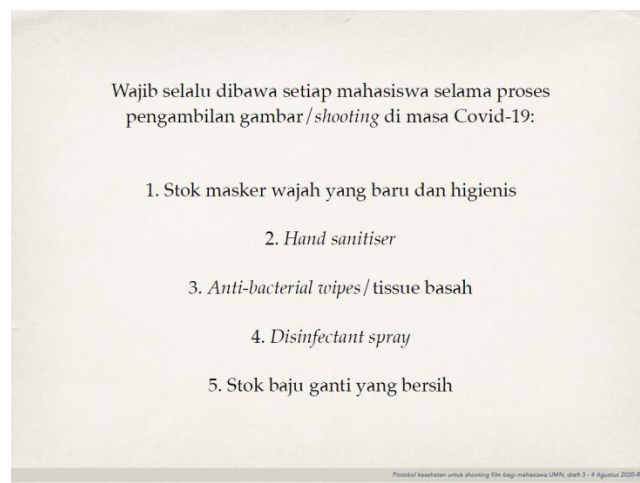 Wajib selalu dibawa setiap mahasiswa selama proses
pengambilan gambar/shooting di masa Covid-19:
1. Stok masker wajah yang baru dan higienis
2. Hand sanitiser
3. Anti-bacterial wipes/tissue basah
4. Disinfectant spray
5. Stok baju ganti yang bersih
Protokol kesehatan untuk shooting film bagi mahasiswa UMN, draft 3 - 4 Agustus 2020-R